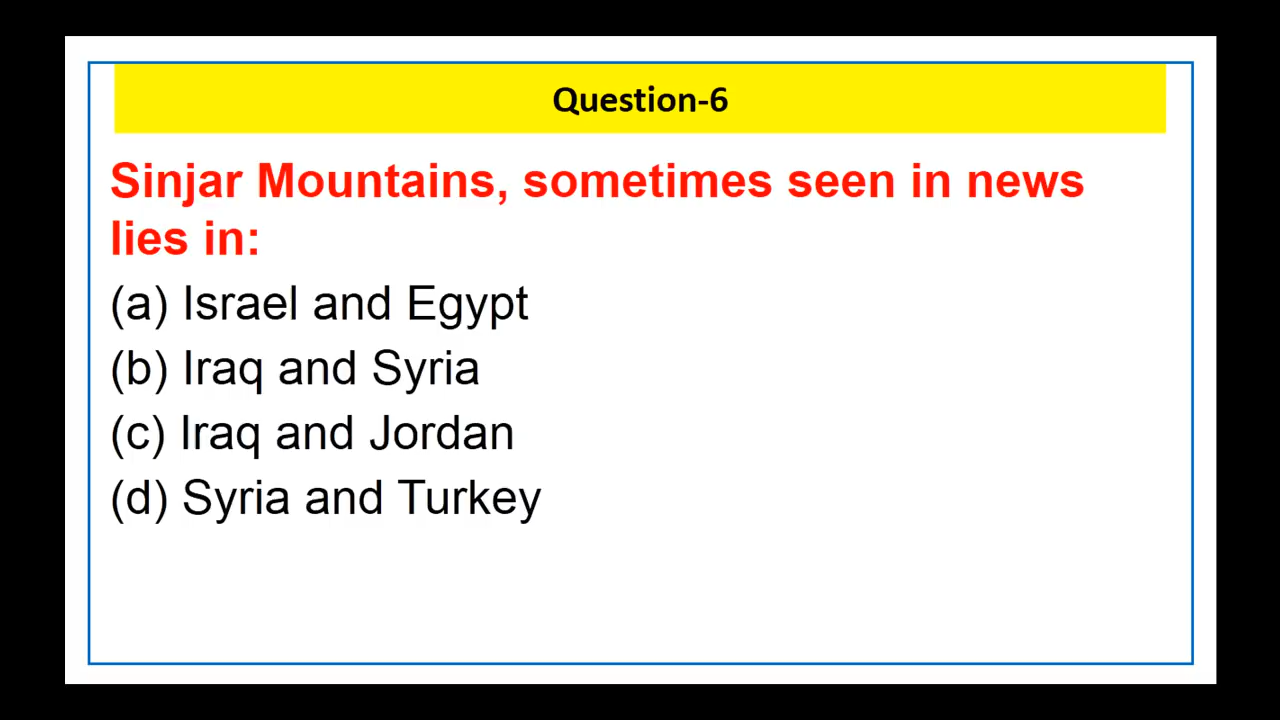 Question-6
Sinjar Mountains, sometimes seen in news
lies in:
(a) Israel and Egypt
(b) Iraq and Syria
(c) Iraq and Jordan
(d) Syria and Turkey